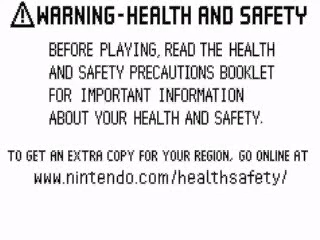 ⚠WARNING-HEALTH AND SAFETY
BEFORE PLAYING, READ THE HEALTH
AND SAFETY PRECAUTIONS BOOKLET
FOR IMPORTANT INFORMATION
ABOUT YOUR HEALTH AND SAFETY.
TO GET AN EXTRA COPY FOR YOUR REGION, GO ONLINE AT
www.nintendo.com/healthsafety/